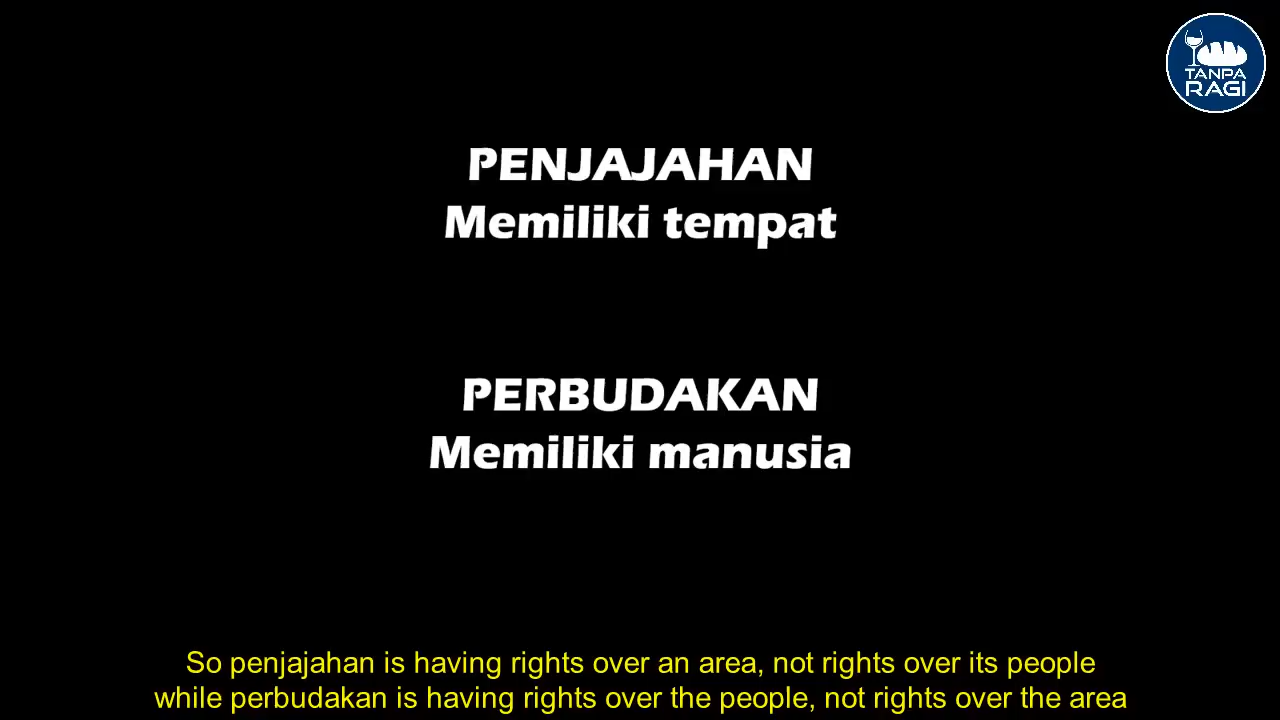 TANPA
RAGI
PENJAJAHAN
Memiliki tempat
PERBUDAKAN
Memiliki manusia
So penjajahan is having rights over an area, not rights over its people
while perbudakan is having rights over the people, not rights over the area